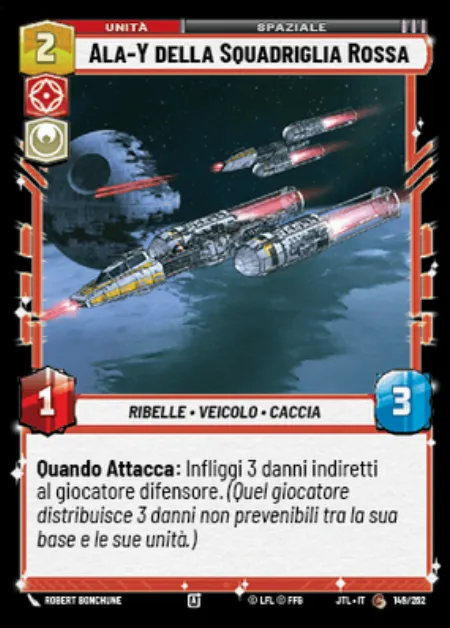 UNITÀ
SPAZIALE
2
ALA-Y DELLA SQUADRIGLIA ROSSA
1
RIBELLE • VEICOLO • CACCIA
3
Quando Attacca: Infliggi 3 danni indiretti
al giocatore difensore. (Quel giocatore
distribuisce 3 danni non prevenibili tra la sua
base e le sue unità.)
ROBERT BONCHUNE
© LFL © FFG
JTL • IT
149/262